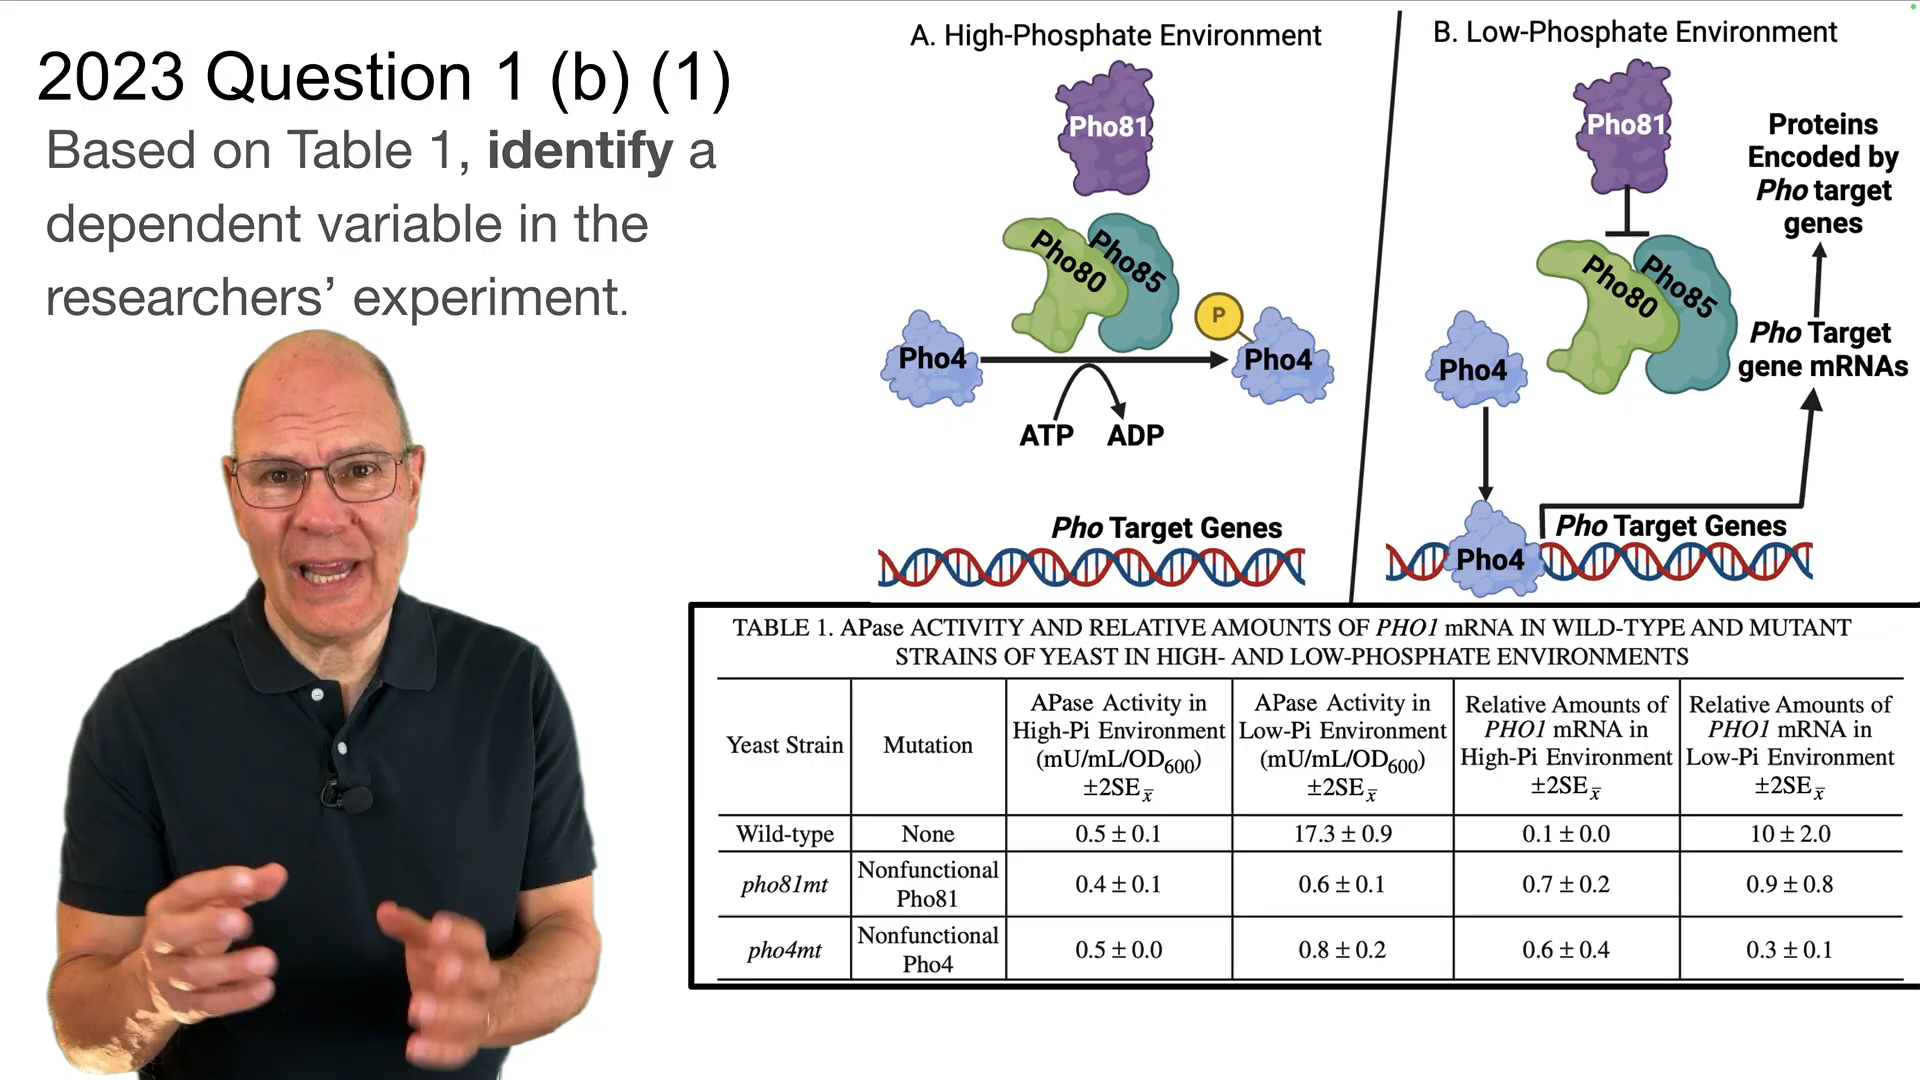 2023 Question 1 (b) (1)
Based on Table 1, identify a
dependent variable in the
researchers’ experiment.
A. High-Phosphate Environment
Pho81
Pho80
Pho85
Pho4
P
Pho4
ATP
ADP
Pho Target Genes
B. Low-Phosphate Environment
Pho81
Proteins
Encoded by
Pho target
genes
Pho80
Pho85
Pho4
Pho Target
gene mRNAs
Pho Target Genes
Pho4
TABLE 1. APase ACTIVITY AND RELATIVE AMOUNTS OF PHO1 mRNA IN WILD-TYPE AND MUTANT
STRAINS OF YEAST IN HIGH- AND LOW-PHOSPHATE ENVIRONMENTS
Yeast Strain
Mutation
APase Activity in
High-Pi Environment
(mU/mL/OD600)
±2SEx̄
APase Activity in
Low-Pi Environment
(mU/mL/OD600)
±2SEx̄
Relative Amounts of
PHO1 mRNA in
High-Pi Environment
±2SEx̄
Relative Amounts of
PHO1 mRNA in
Low-Pi Environment
±2SEx̄
Wild-type None 0.5 ± 0.1 17.3 ± 0.9 0.1 ± 0.0 10 ± 2.0
pho81mt Nonfunctional Pho81 0.4 ± 0.1 0.6 ± 0.1 0.7 ± 0.2 0.9 ± 0.8
pho4mt Nonfunctional Pho4 0.5 ± 0.0 0.8 ± 0.2 0.6 ± 0.4 0.3 ± 0.1